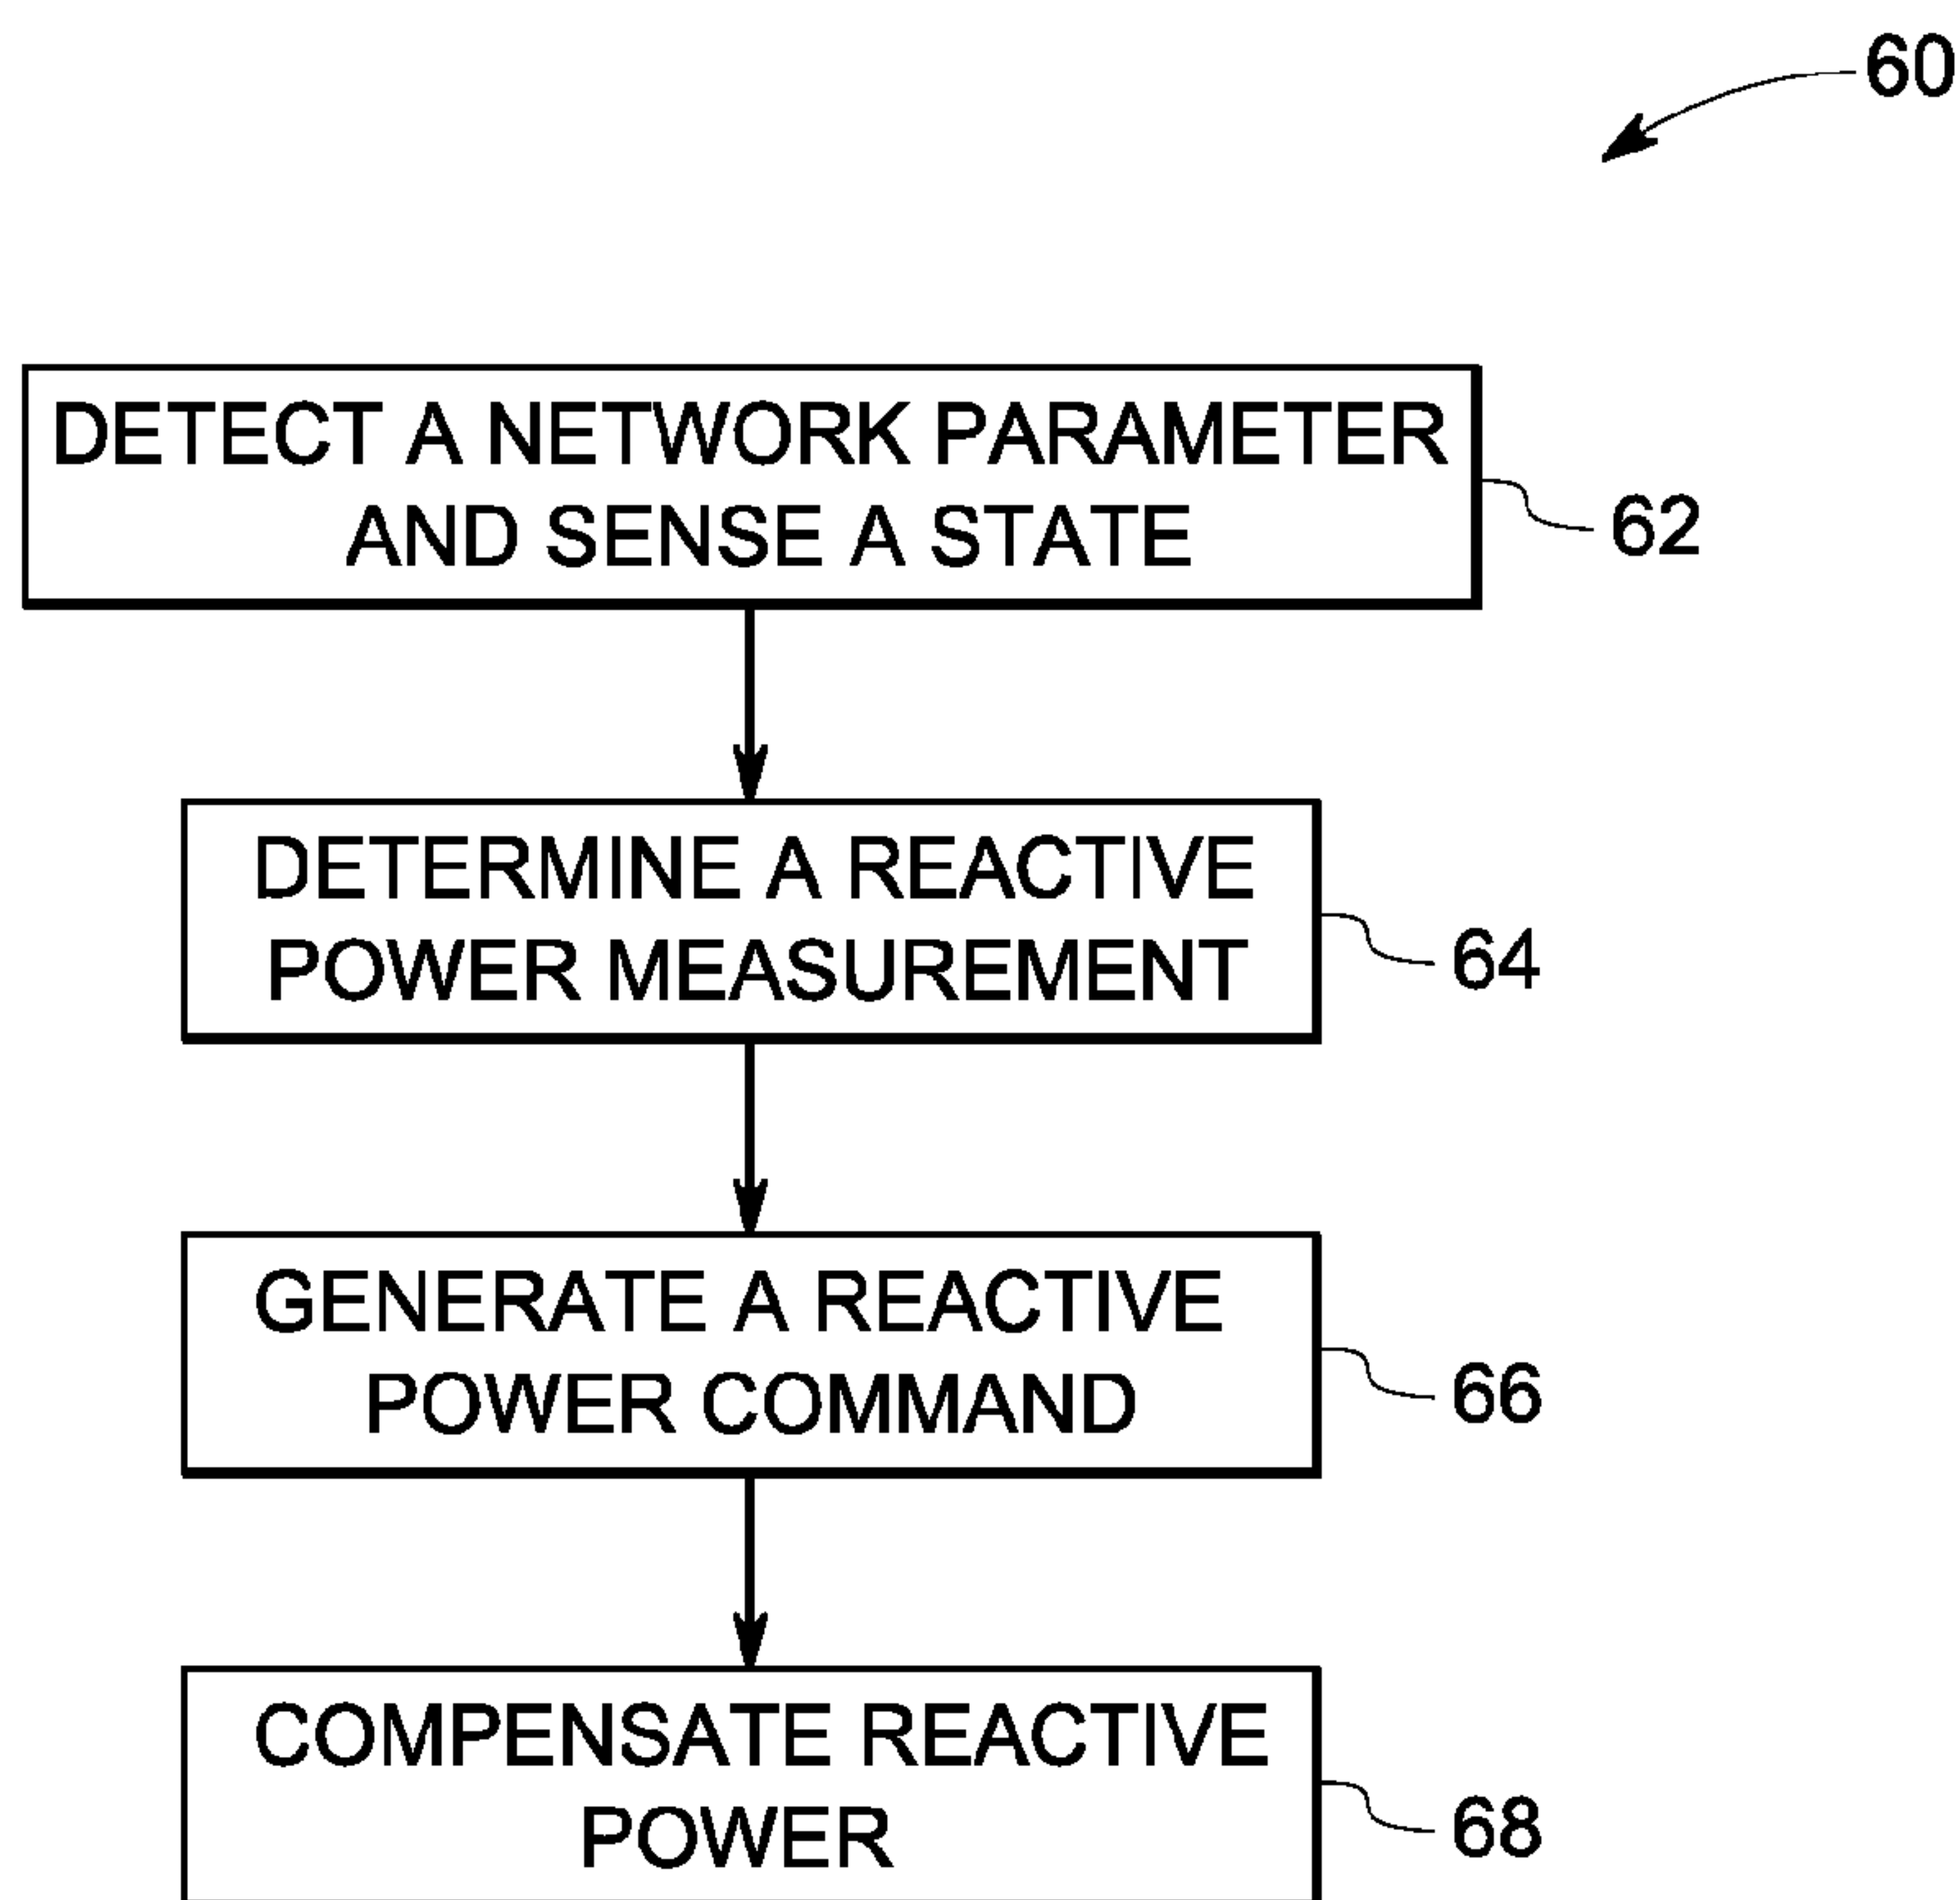 60
DETECT A NETWORK PARAMETER
AND SENSE A STATE
62
DETERMINE A REACTIVE
POWER MEASUREMENT
64
GENERATE A REACTIVE
POWER COMMAND
66
COMPENSATE REACTIVE
POWER
68